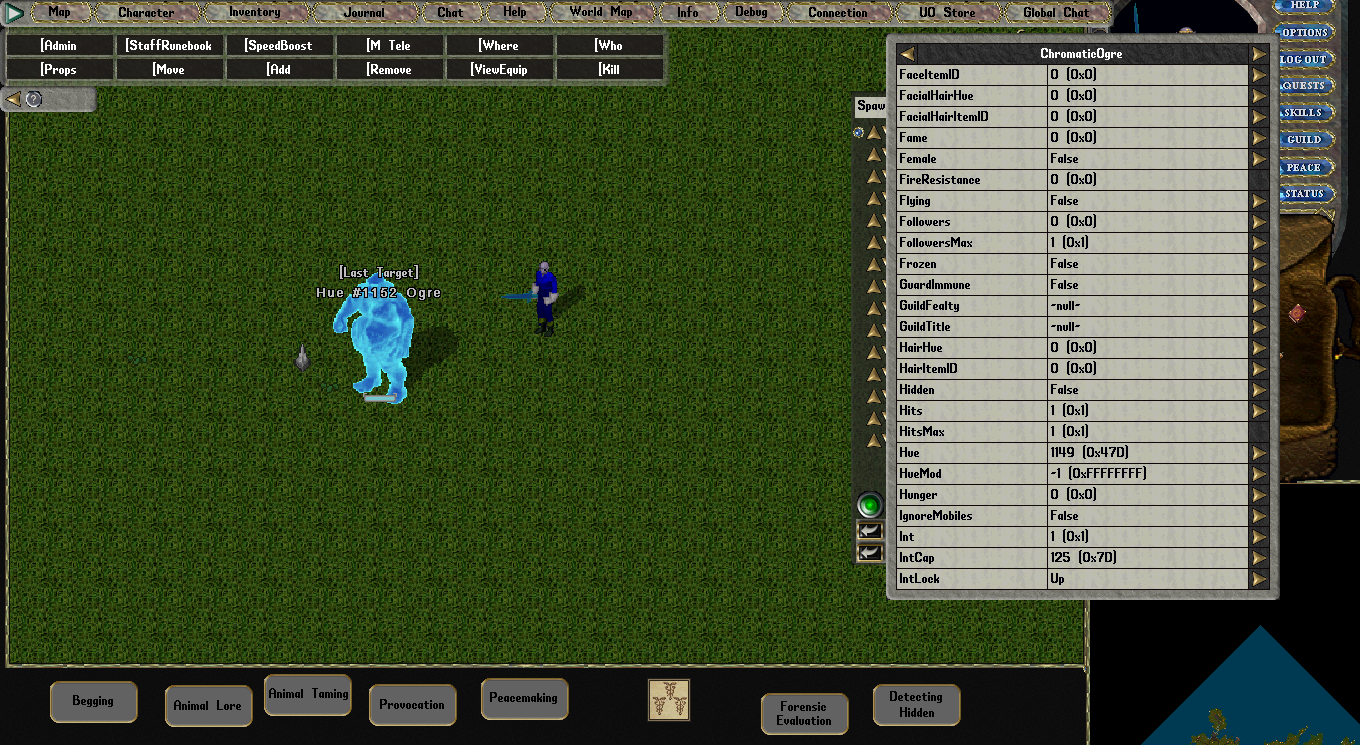 Map Character Inventory Journal Chat Help World Map Info Debug Connection UO Store Global Chat
[Admin [StaffRunebook [SpeedBoost [M Tele [Where [Who
[Props [Move [Add [Remove [ViewEquip [Kill
?
HELP
OPTIONS
LOG OUT
QUESTS
SKILLS
GUILD
PEACE
STATUS
Spaw
ChromaticOgre
FaceItemID 0 (0x0)
FacialHairHue 0 (0x0)
FacialHairItemID 0 (0x0)
Fame 0 (0x0)
Female False
FireResistance 0 (0x0)
Flying False
Followers 0 (0x0)
FollowersMax 1 (0x1)
Frozen False
GuardImmune False
GuildFealty -null-
GuildTitle -null-
HairHue 0 (0x0)
HairItemID 0 (0x0)
Hidden False
Hits 1 (0x1)
HitsMax 1 (0x1)
Hue 1149 (0x47D)
HueMod -1 (0xFFFFFFFF)
Hunger 0 (0x0)
IgnoreMobiles False
Int 1 (0x1)
IntCap 125 (0x7D)
IntLock Up
[Last Target]
Hue #1152 Ogre
Begging
Animal Lore
Animal Taming
Provocation
Peacemaking
Forensic
Evaluation
Detecting
Hidden